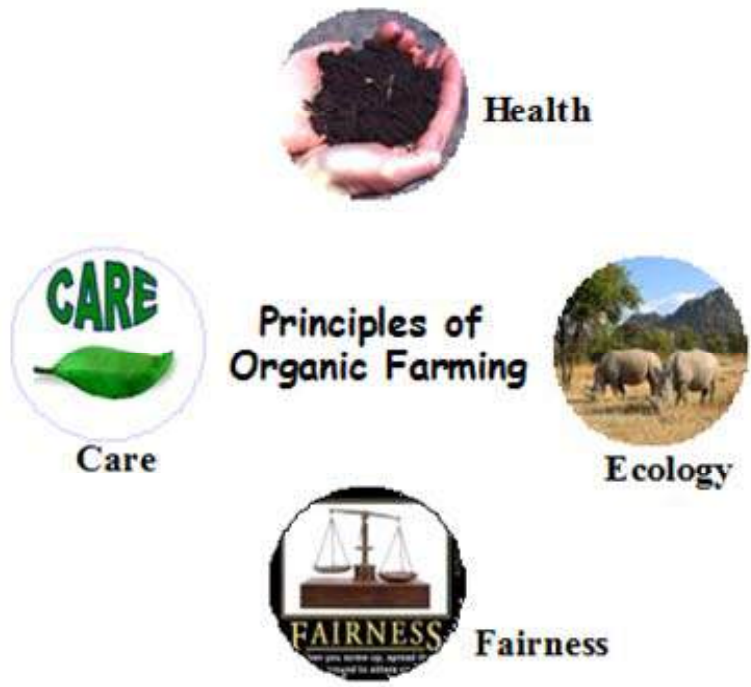 Health
CARE
Principles of
Organic Farming
Care
Ecology
FAIRNESS
Fairness